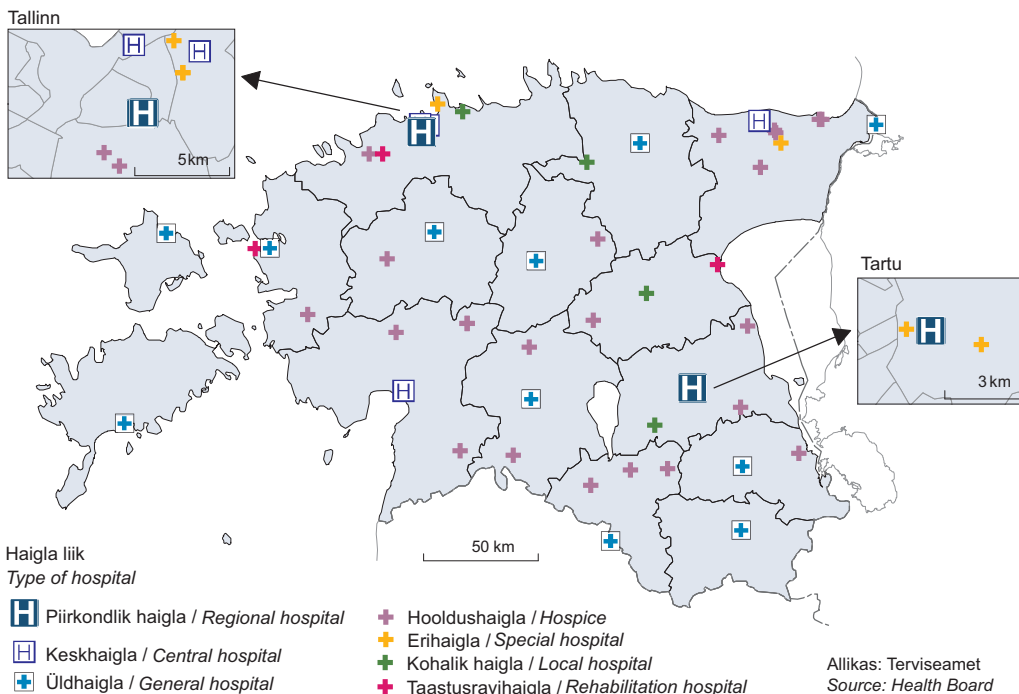 Tallinn
5 km
Tartu
3 km
50 km
Haigla liik
Type of hospital
Piirkondlik haigla / Regional hospital
Keskhaigla / Central hospital
Üldhaigla / General hospital
Hooldushaigla / Hospice
Erihaigla / Special hospital
Kohalik haigla / Local hospital
Taastusravihaigla / Rehabilitation hospital
Allikas: Terviseamet
Source: Health Board